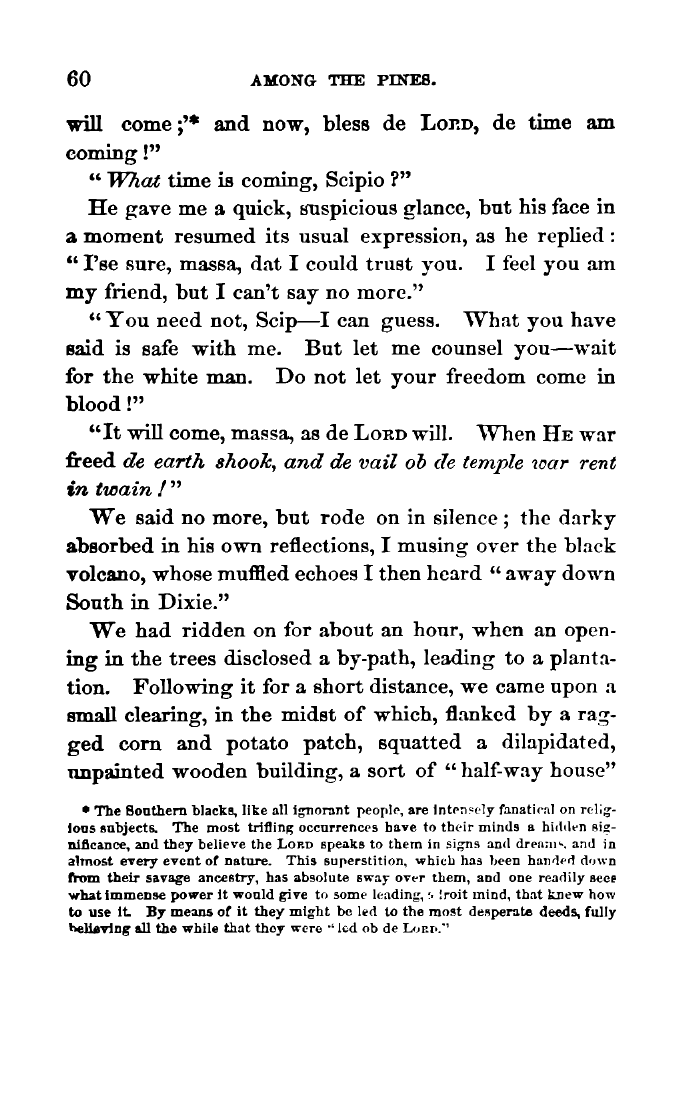 60 AMONG THE PINES.
will come;'* and now, bless de LORD, de time am
coming!"
"What time is coming, Scipio?"
He gave me a quick, suspicious glance, but his face in
a moment resumed its usual expression, as he replied:
"I'se sure, massa, dat I could trust you. I feel you am
my friend, but I can't say no more."
"You need not, Scip—I can guess. What you have
said is safe with me. But let me counsel you—wait
for the white man. Do not let your freedom come in
blood!"
"It will come, massa, as de LORD will. When HE war
freed de earth shook, and de vail ob de temple war rent
in twain!"
We said no more, but rode on in silence; the darky
absorbed in his own reflections, I musing over the black
volcano, whose muffled echoes I then heard "away down
South in Dixie."
We had ridden on for about an hour, when an open-
ing in the trees disclosed a by-path, leading to a planta-
tion. Following it for a short distance, we came upon a
small clearing, in the midst of which, flanked by a rag-
ged corn and potato patch, squatted a dilapidated,
unpainted wooden building, a sort of "half-way house"
* The Southern blacks, like all ignorant people, are intensely fanatical on relig-
ious subjects. The most trifling occurrences have to their minds a hidden sig-
nificance, and they believe the LORD speaks to them in signs and dreams, and in
almost every event of nature. This superstition, which has been handed down
from their savage ancestry, has absolute sway over them, and one readily sees
what immense power it would give to some leading, mind, that knew how
to use it. By means of it they might be led to the most desperate deeds, fully
believing all the while that they were "led ob de LORD."